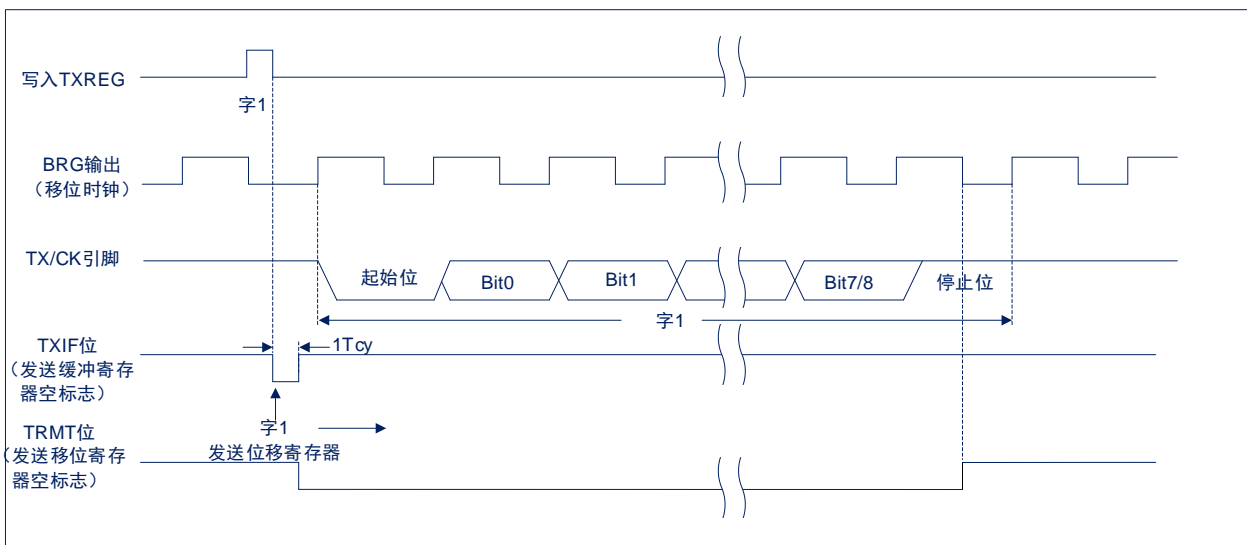 写入TXREG
字1
BRG输出
（移位时钟）
TX/CK引脚
起始位
Bit0
Bit1
Bit7/8
停止位
字1
TXIF位
（发送缓冲寄存
器空标志）
1Tcy
字1
发送位移寄存器
TRMT位
（发送移位寄存
器空标志）